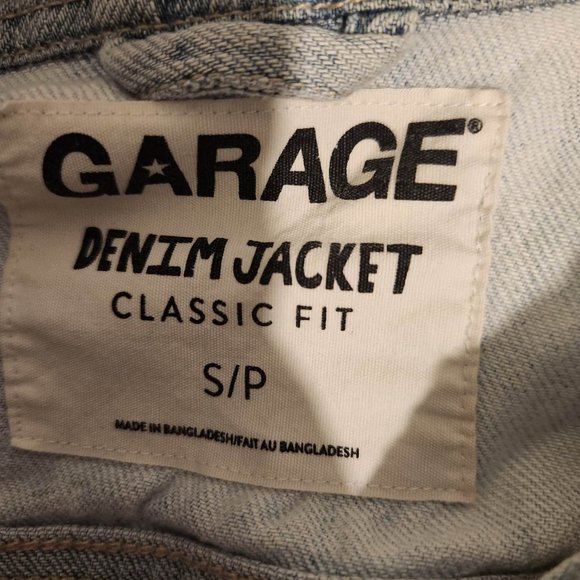 GARAGE®
DENIM JACKET
CLASSIC FIT
S/P
MADE IN BANGLADESH/FAIT AU BANGLADESH